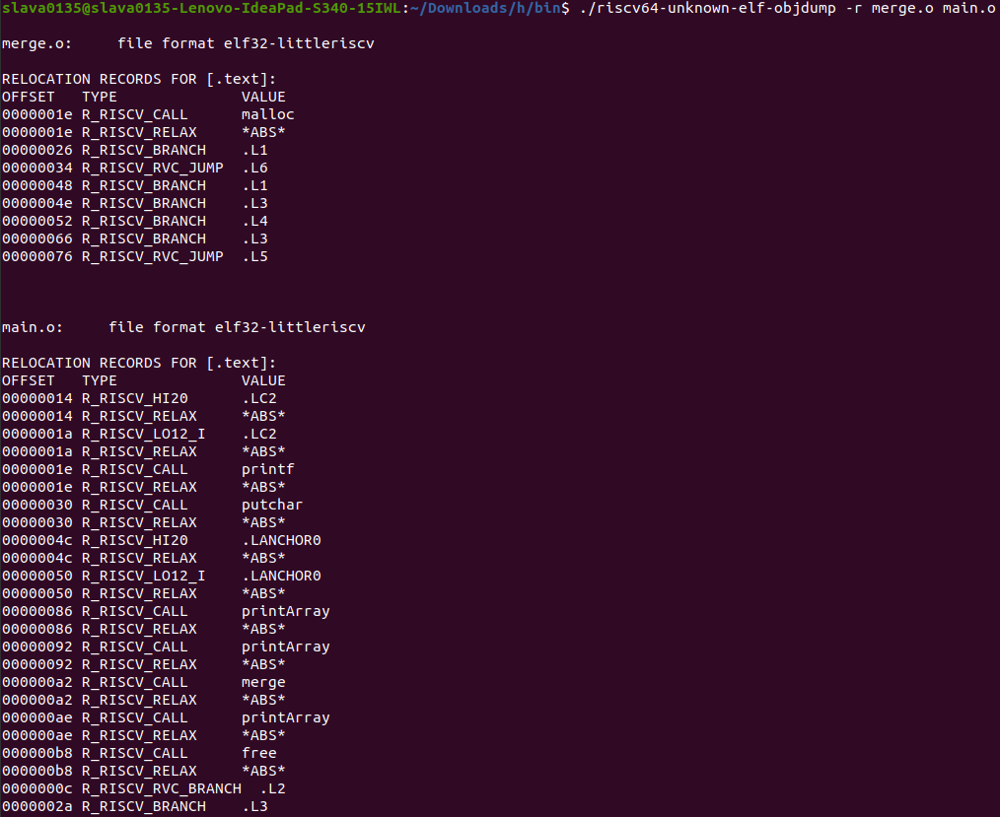 slava0135@slava0135-Lenovo-IdeaPad-S340-15IWL:~/Downloads/h/bin$ ./riscv64-unknown-elf-objdump -r merge.o main.o
merge.o:     file format elf32-littleriscv
RELOCATION RECORDS FOR [.text]:
OFFSET   TYPE              VALUE
0000001e R_RISCV_CALL      malloc
0000001e R_RISCV_RELAX     *ABS*
00000026 R_RISCV_BRANCH    .L1
00000034 R_RISCV_RVC_JUMP  .L6
00000048 R_RISCV_BRANCH    .L1
0000004e R_RISCV_BRANCH    .L3
00000052 R_RISCV_BRANCH    .L4
00000066 R_RISCV_BRANCH    .L3
00000076 R_RISCV_RVC_JUMP  .L5
main.o:     file format elf32-littleriscv
RELOCATION RECORDS FOR [.text]:
OFFSET   TYPE              VALUE
00000014 R_RISCV_HI20      .LC2
00000014 R_RISCV_RELAX     *ABS*
0000001a R_RISCV_LO12_I    .LC2
0000001a R_RISCV_RELAX     *ABS*
0000001e R_RISCV_CALL      printf
0000001e R_RISCV_RELAX     *ABS*
00000030 R_RISCV_CALL      putchar
00000030 R_RISCV_RELAX     *ABS*
0000004c R_RISCV_HI20      .LANCHOR0
0000004c R_RISCV_RELAX     *ABS*
00000050 R_RISCV_LO12_I    .LANCHOR0
00000050 R_RISCV_RELAX     *ABS*
00000086 R_RISCV_CALL      printArray
00000086 R_RISCV_RELAX     *ABS*
00000092 R_RISCV_CALL      printArray
00000092 R_RISCV_RELAX     *ABS*
000000a2 R_RISCV_CALL      merge
000000a2 R_RISCV_RELAX     *ABS*
000000ae R_RISCV_CALL      printArray
000000ae R_RISCV_RELAX     *ABS*
000000b8 R_RISCV_CALL      free
000000b8 R_RISCV_RELAX     *ABS*
0000000c R_RISCV_RVC_BRANCH  .L2
0000002a R_RISCV_BRANCH    .L3